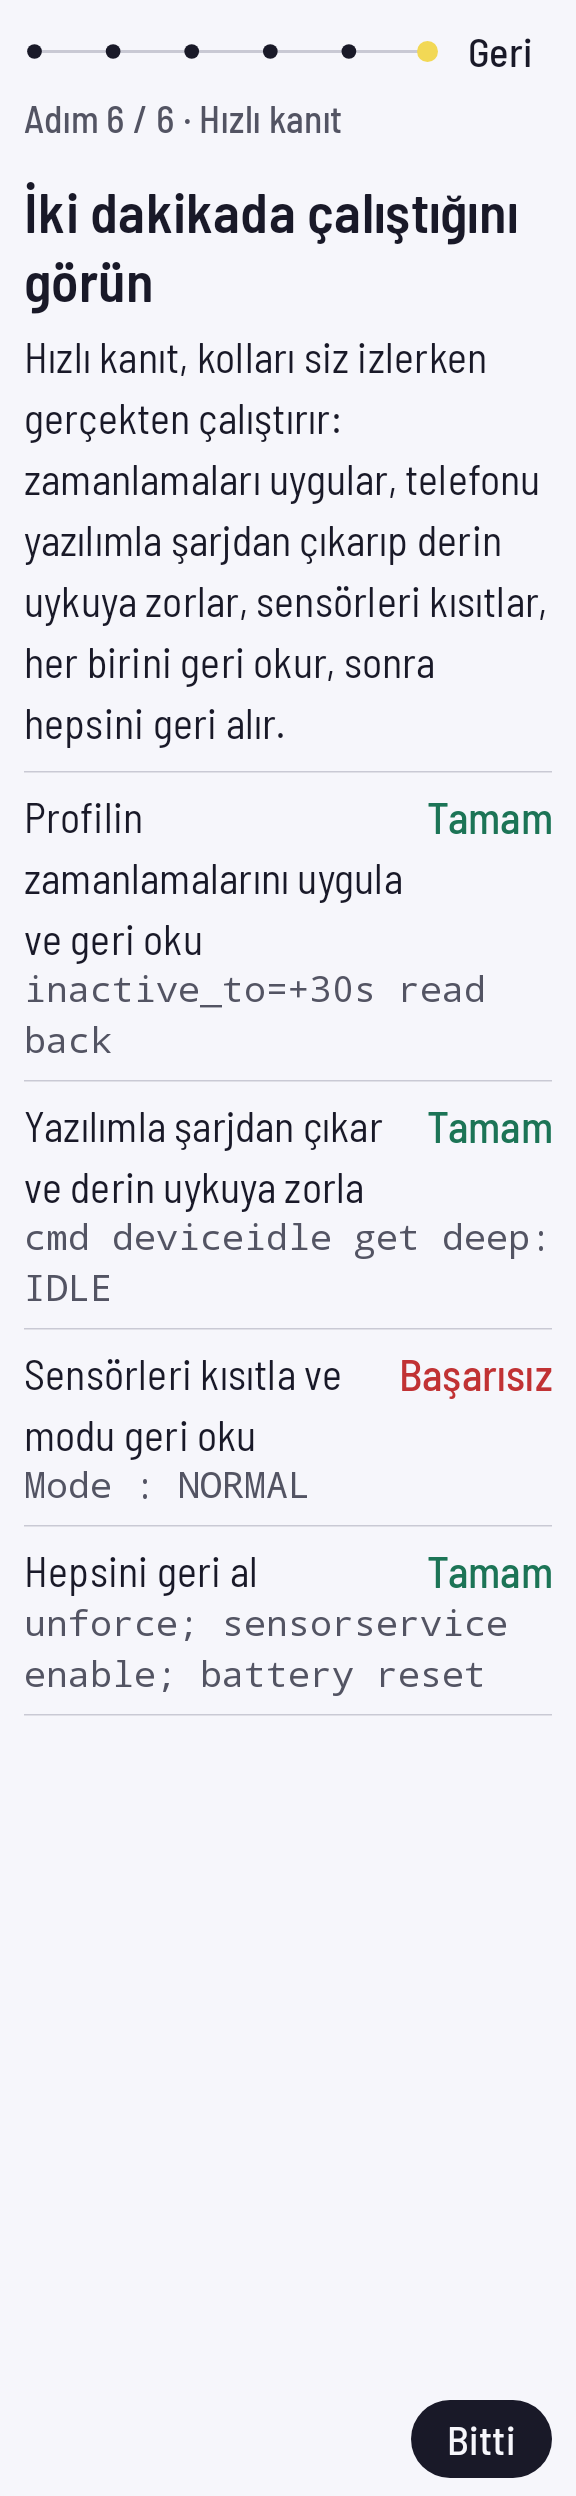 Geri
Adım 6 / 6 · Hızlı kanıt
İki dakikada çalıştığını
görün
Hızlı kanıt, kolları siz izlerken
gerçekten çalıştırır:
zamanlamaları uygular, telefonu
yazılımla şarjdan çıkarıp derin
uykuya zorlar, sensörleri kısıtlar,
her birini geri okur, sonra
hepsini geri alır.
Profilin Tamam
zamanlamalarını uygula
ve geri oku
inactive_to=+30s read
back
Yazılımla şarjdan çıkar Tamam
ve derin uykuya zorla
cmd deviceidle get deep:
IDLE
Sensörleri kısıtla ve Başarısız
modu geri oku
Mode : NORMAL
Hepsini geri al Tamam
unforce; sensorservice
enable; battery reset
Bitti